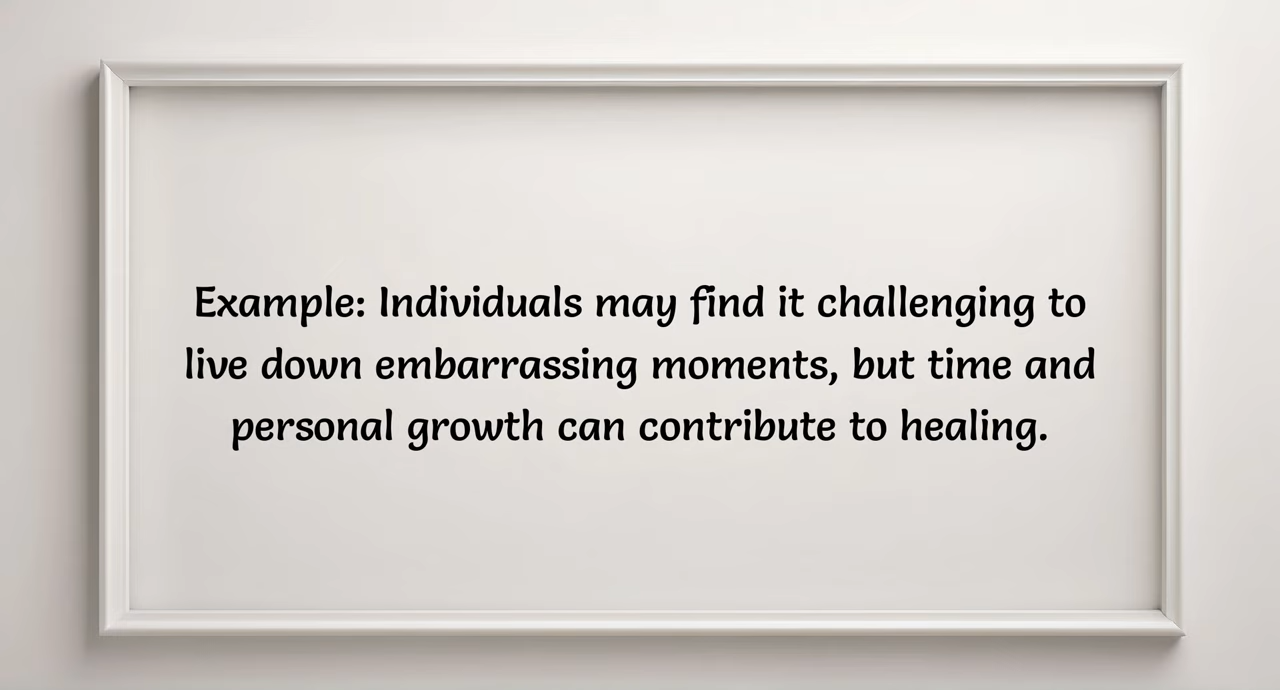 Example: Individuals may find it challenging to
live down embarrassing moments, but time and
personal growth can contribute to healing.